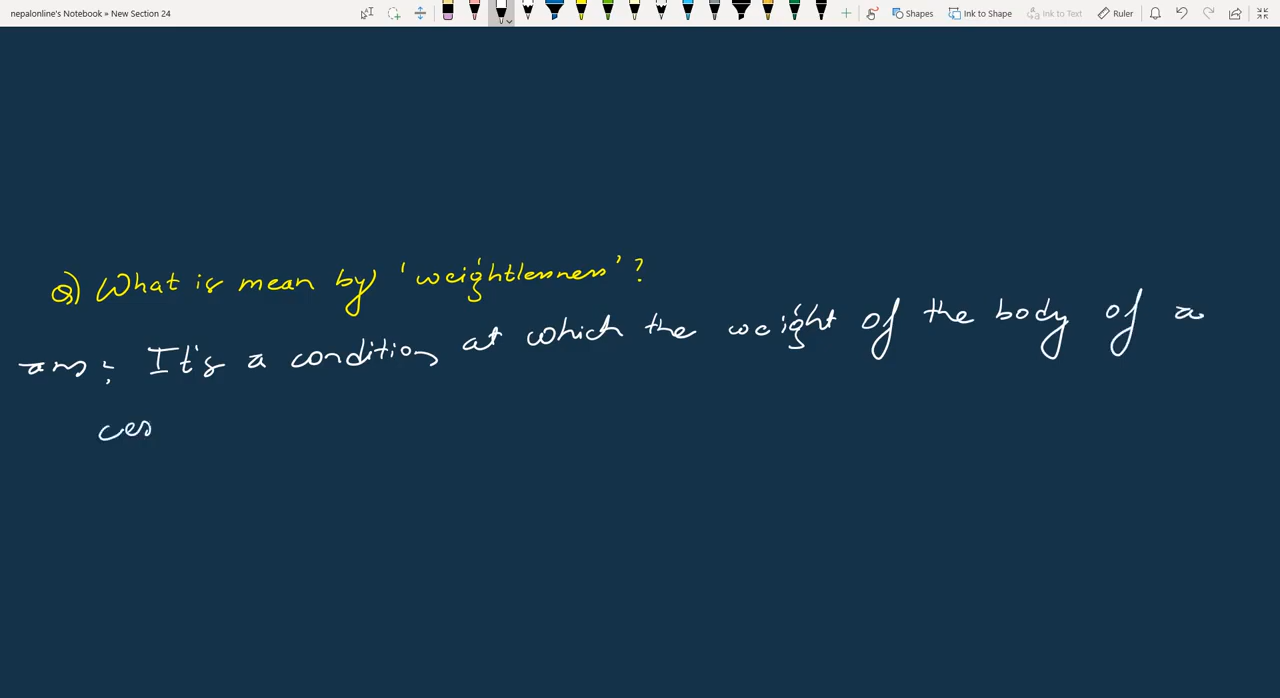 nepalonline's Notebook » New Section 24
Shapes Ink to Shape Ink to Text Ruler
Q) What is mean by 'weightlessness'?
ans: It's a condition at which the weight of the body of a